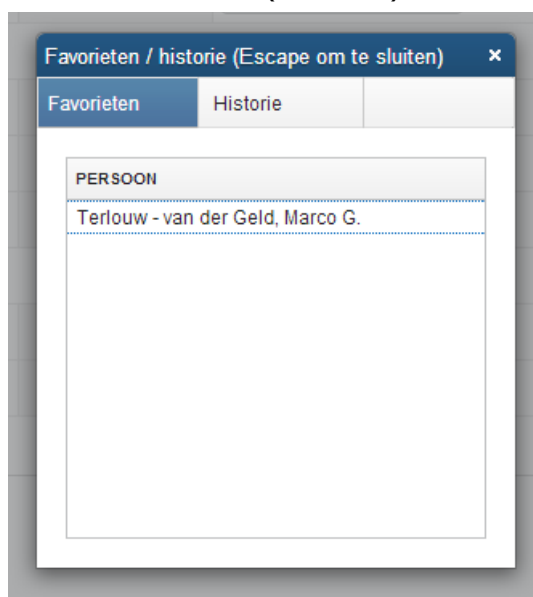 Favorieten / historie (Escape om te sluiten) ×
Favorieten Historie
PERSOON
Terlouw - van der Geld, Marco G.